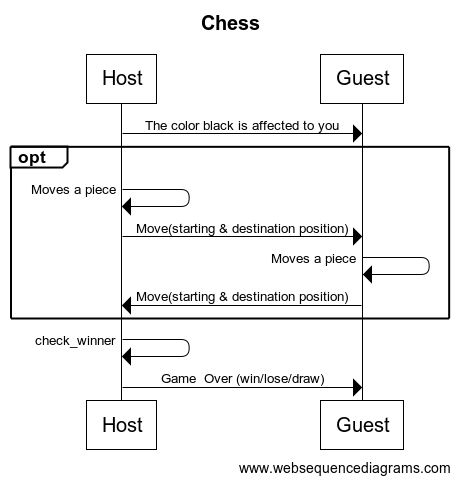 Chess
Host
Guest
The color black is affected to you
opt
Moves a piece
Move(starting & destination position)
Moves a piece
Move(starting & destination position)
check_winner
Game Over (win/lose/draw)
Host
Guest
www.websequencediagrams.com